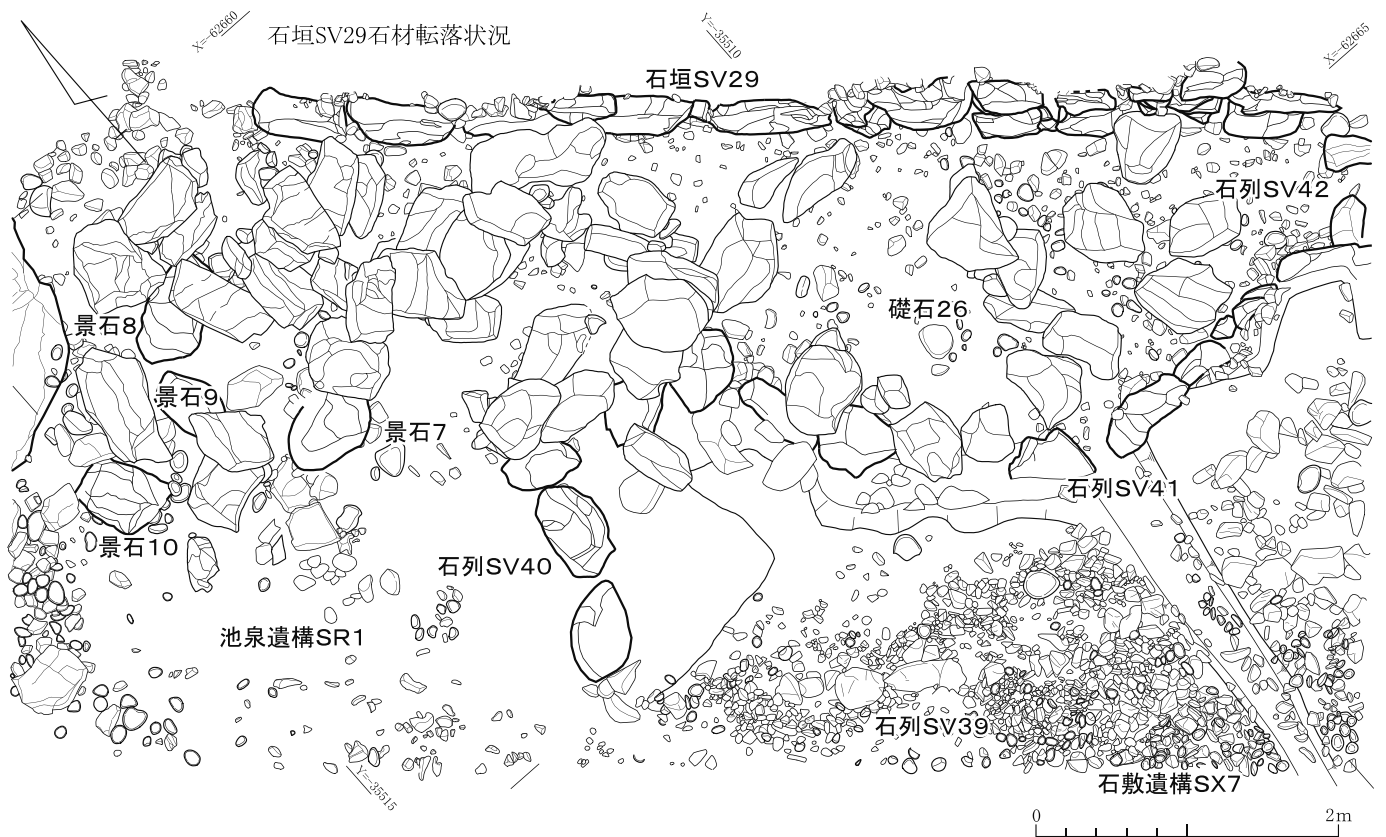 X=-62660
石垣SV29石材転落状況
Y=-35510
X=-62665
石垣SV29
石列SV42
礎石26
景石8
景石9
景石7
石列SV41
景石10
石列SV40
池泉遺構SR1
石列SV39
Y=-35515
石敷遺構SX7
0
2m